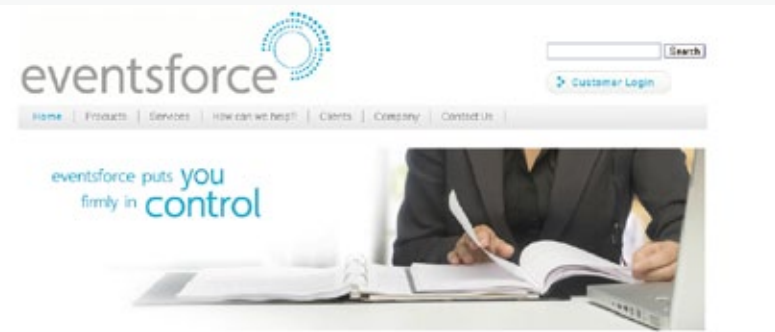 eventsforce
Search
Customer Login
Home | Products | Services | How can we help? | Clients | Company | Contact Us |
eventsforce puts you
firmly in control